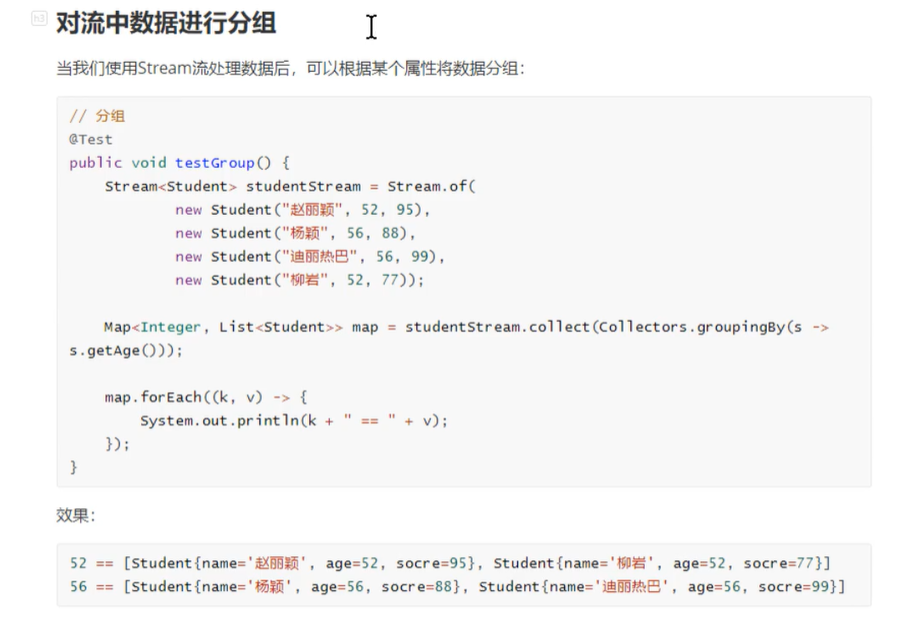 h3
对流中数据进行分组
当我们使用Stream流处理数据后，可以根据某个属性将数据分组：
// 分组
@Test
public void testGroup() {
    Stream<Student> studentStream = Stream.of(
            new Student("赵丽颖", 52, 95),
            new Student("杨颖", 56, 88),
            new Student("迪丽热巴", 56, 99),
            new Student("柳岩", 52, 77));
    Map<Integer, List<Student>> map = studentStream.collect(Collectors.groupingBy(s ->
s.getAge()));
    map.forEach((k, v) -> {
        System.out.println(k + " == " + v);
    });
}
效果：
52 == [Student{name='赵丽颖', age=52, socre=95}, Student{name='柳岩', age=52, socre=77}]
56 == [Student{name='杨颖', age=56, socre=88}, Student{name='迪丽热巴', age=56, socre=99}]